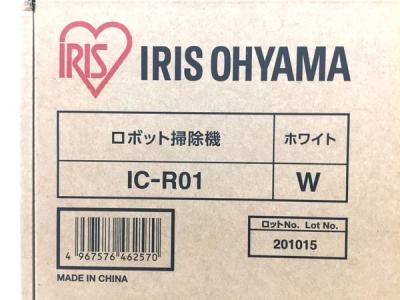 IRIS IRIS OHYAMA
ロボット掃除機 ホワイト
IC-R01 W
ロットNo. Lot No.
201015
4 967576 462570
MADE IN CHINA